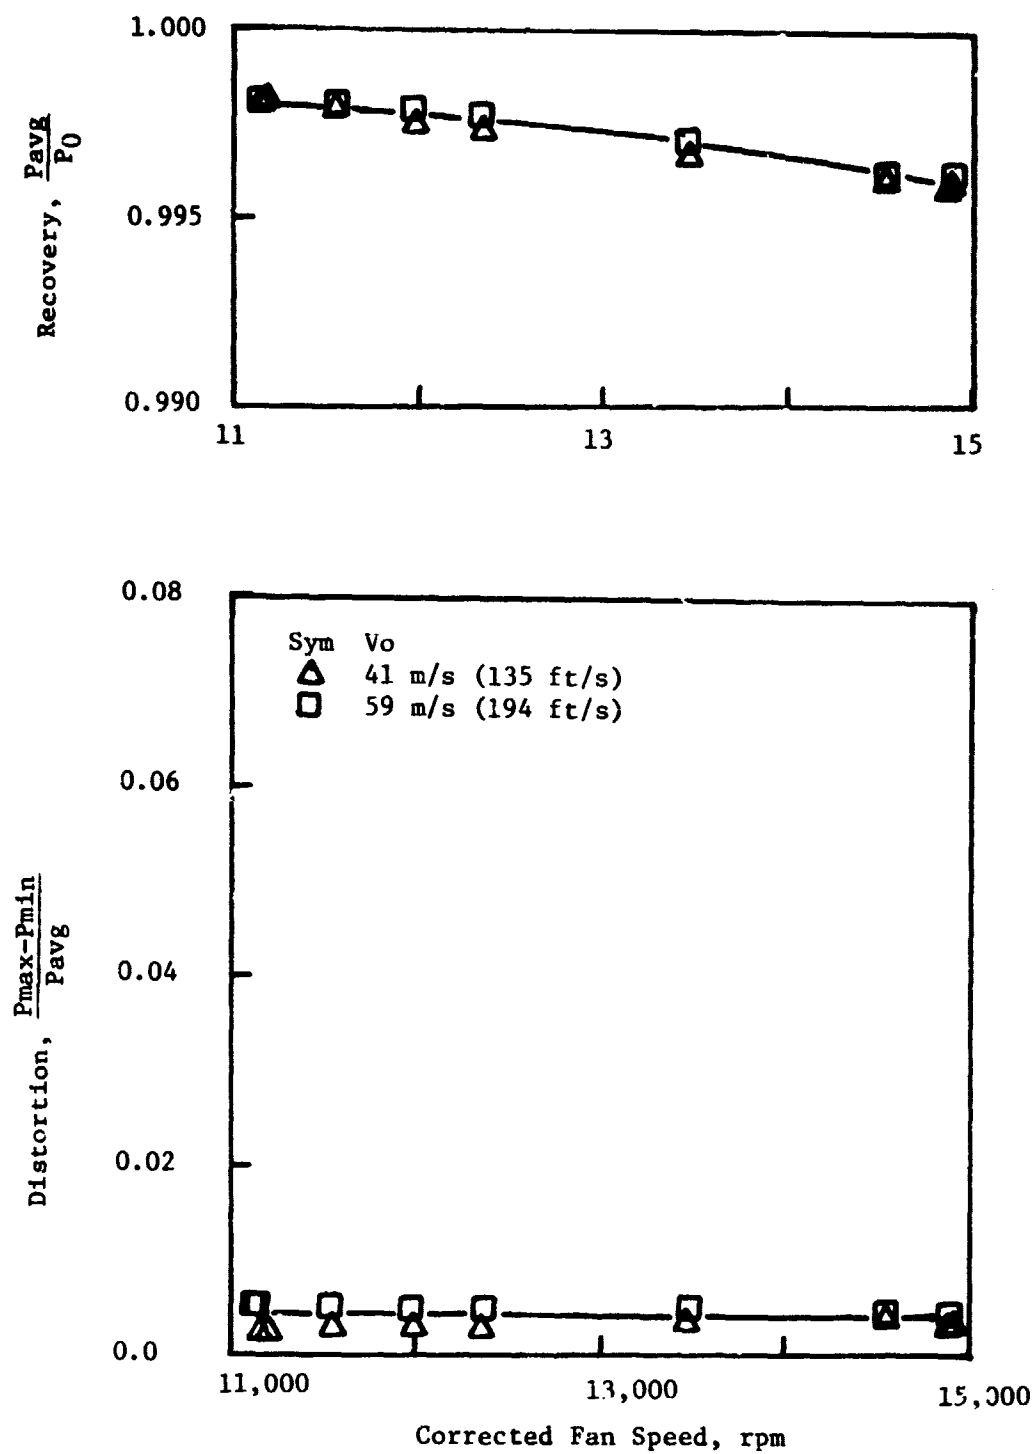 1.000
0.995
0.990
Recovery, Pavg
P0
11
13
15
0.08
0.06
0.04
0.02
0.0
Sym Vo
41 m/s (135 ft/s)
59 m/s (194 ft/s)
Distortion, Pmax-Pmin
Pavg
11,000
13,000
15,000
Corrected Fan Speed, rpm